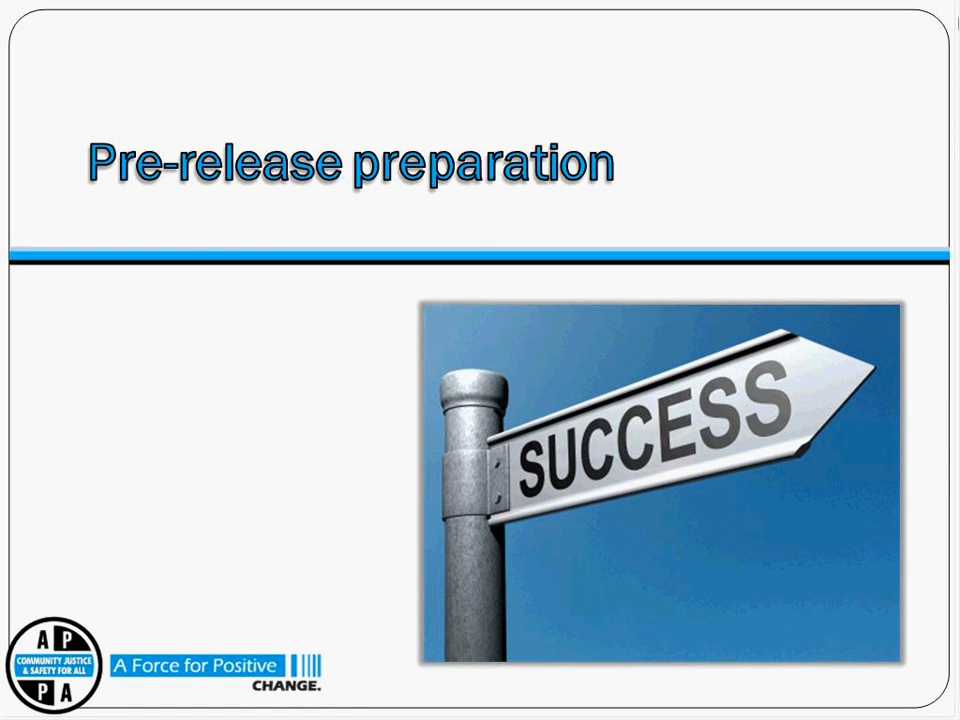 Pre-release preparation
SUCCESS
A P
COMMUNITY JUSTICE
& SAFETY FOR ALL
P A
A Force for Positive
CHANGE.